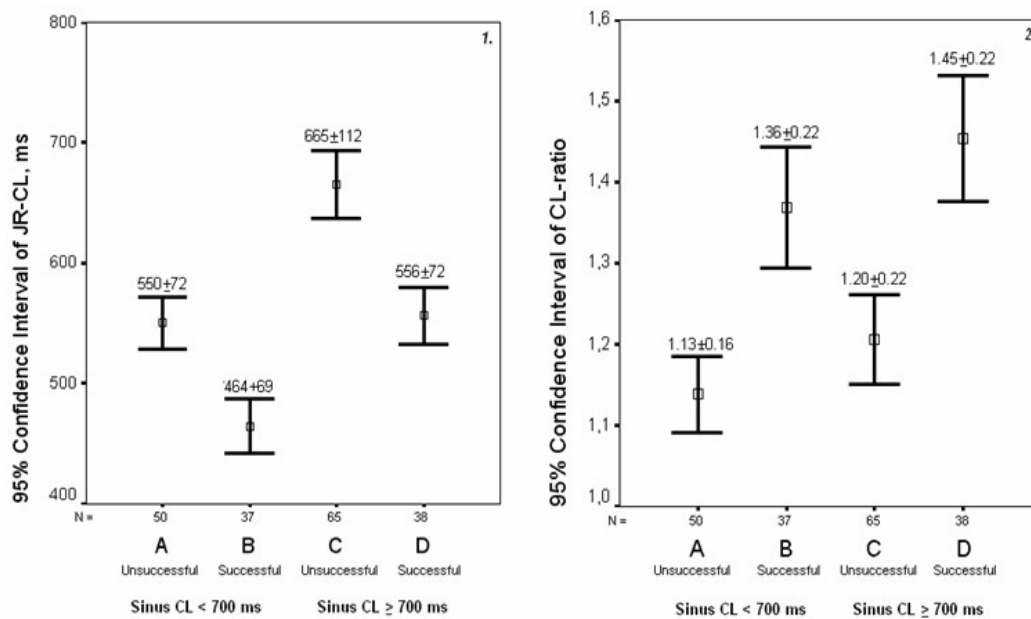 1.
95% Confidence Interval of JR-CL, ms
800
700
600
500
400
550±72
464+69
665±112
556±72
N = 50 37 65 38
A B C D
Unsuccessful Successful Unsuccessful Successful
Sinus CL < 700 ms Sinus CL ≥ 700 ms
2
95% Confidence Interval of CL-ratio
1,6
1,5
1,4
1,3
1,2
1,1
1,0
1.13±0.16
1.36±0.22
1.20±0.22
1.45±0.22
N = 50 37 65 38
A B C D
Unsuccessful Successful Unsuccessful Successful
Sinus CL < 700 ms Sinus CL ≥ 700 ms